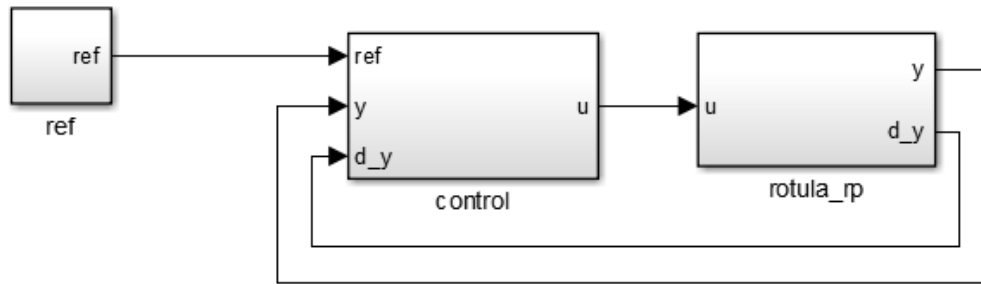 ref
ref
ref
y
d_y
u
control
u
y
d_y
rotula_rp